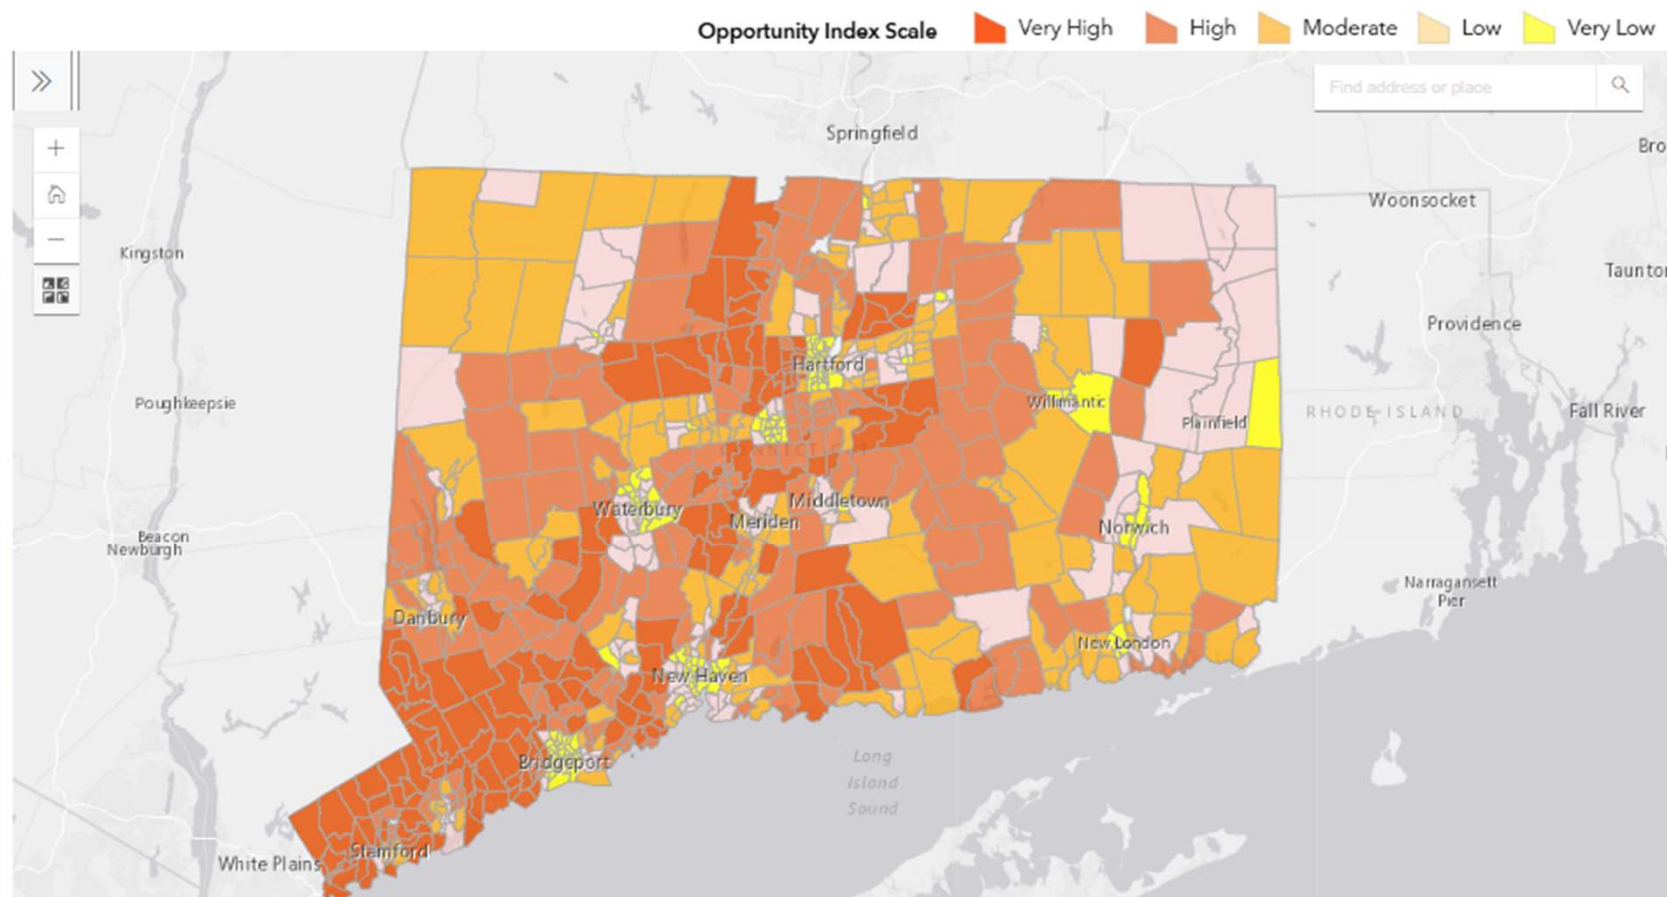 Opportunity Index Scale Very High High Moderate Low Very Low
Find address or place
Springfield
Bro
Woonsocket
Kingston
Taunton
Providence
Hartford
Poughkeepsie
Willimantic
RHODE ISLAND
Fall River
Plainfield
CONNECTICUT
Waterbury
Middletown
Meriden
Norwich
Beacon
Newburgh
Narragansett
Pier
Danbury
New London
New Haven
Bridgeport
Long
Island
Sound
Stamford
White Plains